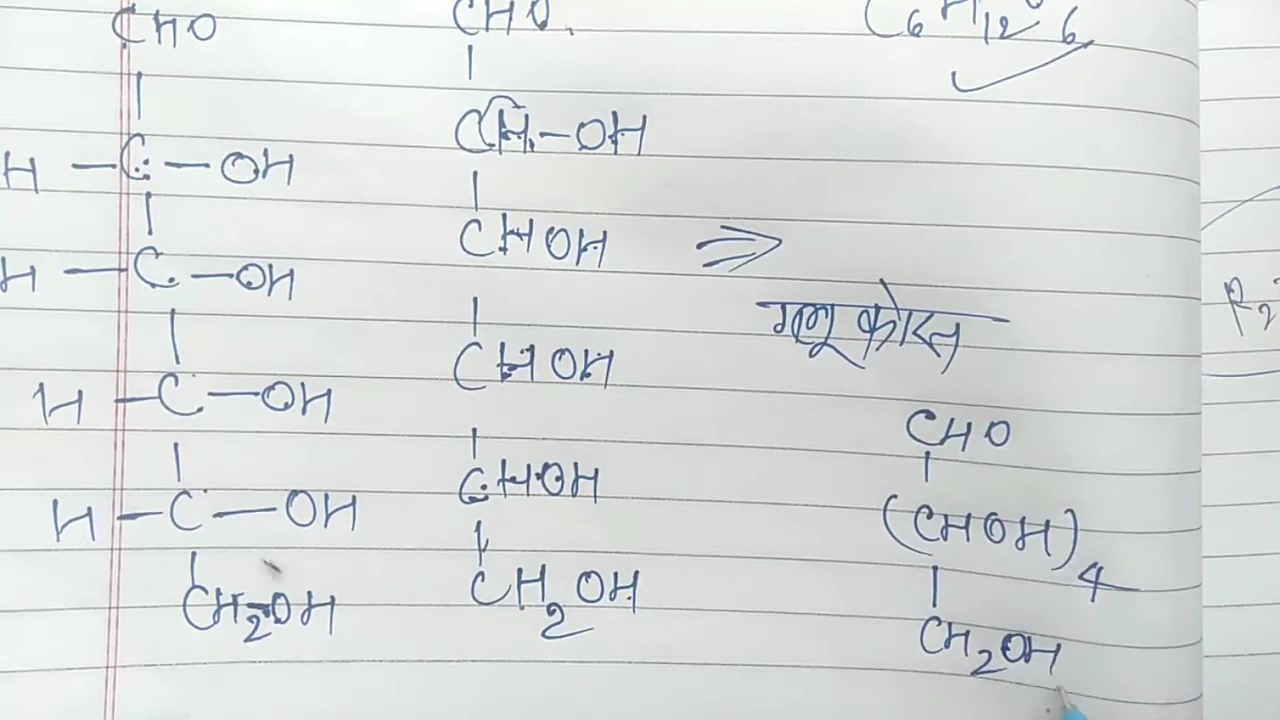 CHO
|
H — C — OH
|
H — C — OH
|
H — C — OH
|
H — C — OH
|
CH2OH
CHO
|
CH—OH
|
CHOH
|
CHOH
|
CHOH
|
CH2OH
C6H12O6
⇒
ग्लूकोस
CHO
|
(CHOH)4
|
CH2OH